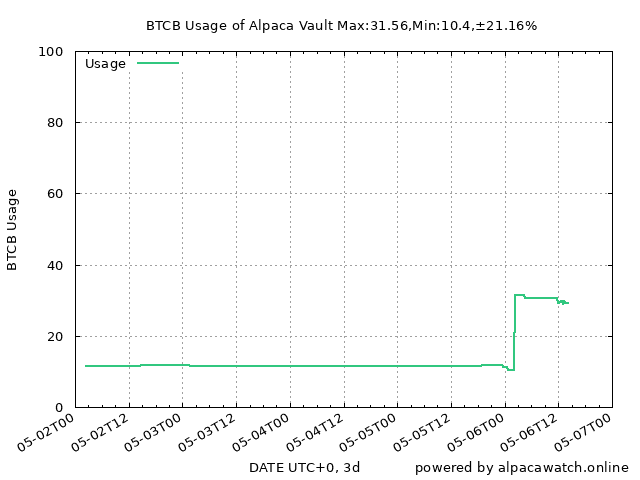 BTCB Usage of Alpaca Vault Max:31.56,Min:10.4,±21.16%
Usage
100
80
60
40
20
0
BTCB Usage
05-02T00
05-02T12
05-03T00
05-03T12
05-04T00
05-04T12
05-05T00
05-05T12
05-06T00
05-06T12
05-07T00
DATE UTC+0, 3d
powered by alpacawatch.online